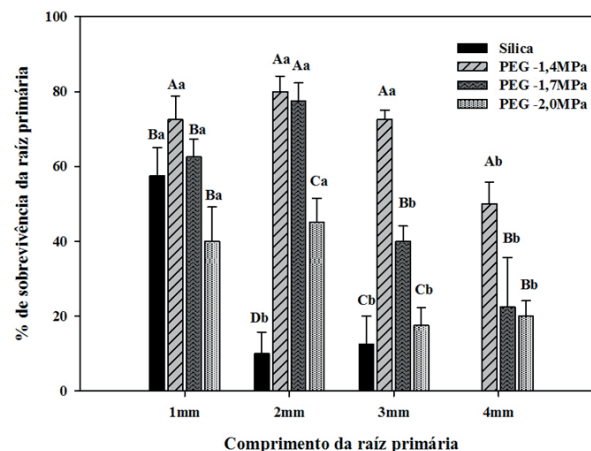 100
80
60
40
20
0
% de sobrevivência da raíz primária
Sílica
PEG -1,4MPa
PEG -1,7MPa
PEG -2,0MPa
Ba Aa Ba Ba
Db Aa Aa Ca
Cb Aa Bb Cb
Ab Bb Bb
1mm 2mm 3mm 4mm
Comprimento da raíz primária